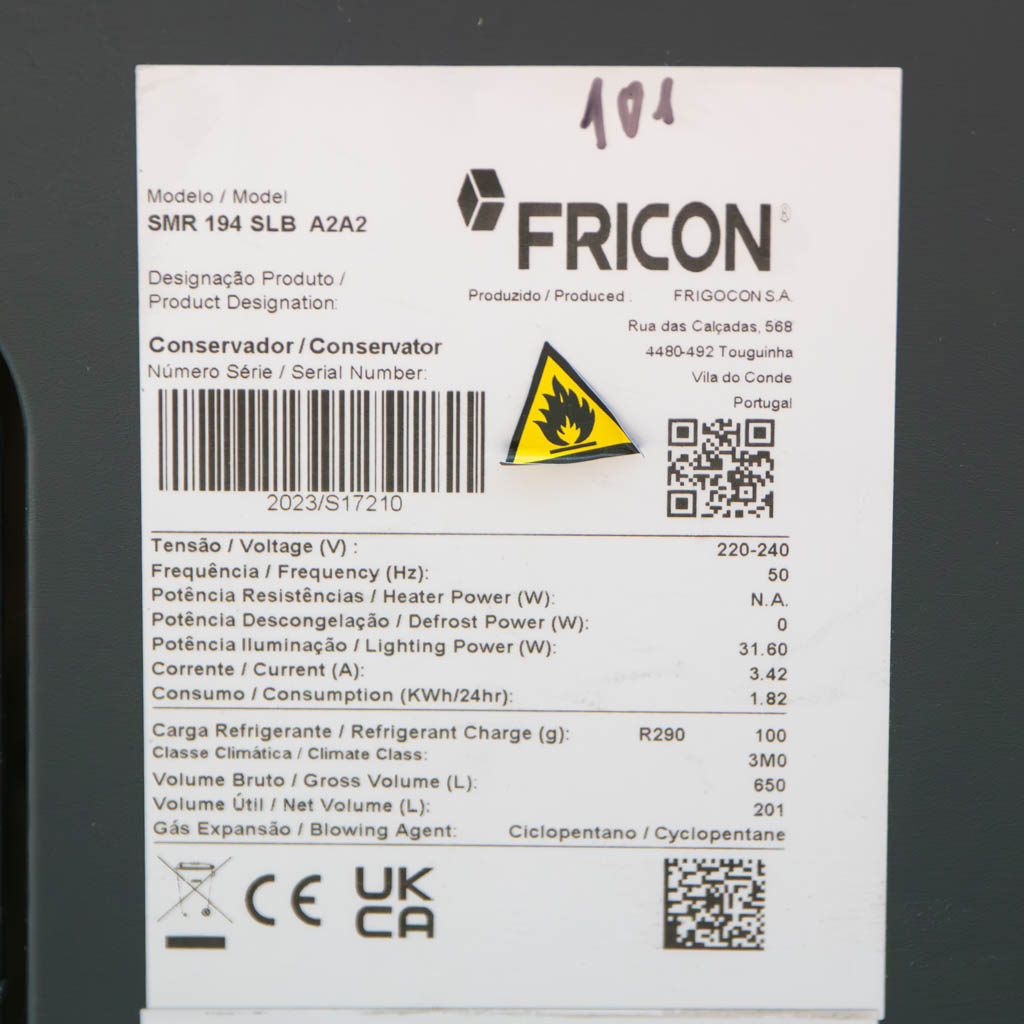 101
Modelo / Model
SMR 194 SLB A2A2
FRICON
Designação Produto /
Product Designation:
Produzido / Produced : FRIGOCON S.A.
Rua das Calçadas, 568
4480-492 Touguinha
Vila do Conde
Portugal
Conservador / Conservator
Número Série / Serial Number:
2023/S17210
Tensão / Voltage (V) : 220-240
Frequência / Frequency (Hz): 50
Potência Resistências / Heater Power (W): N.A.
Potência Descongelação / Defrost Power (W): 0
Potência Iluminação / Lighting Power (W): 31.60
Corrente / Current (A): 3.42
Consumo / Consumption (KWh/24hr): 1.82
Carga Refrigerante / Refrigerant Charge (g): R290 100
Classe Climática / Climate Class: 3M0
Volume Bruto / Gross Volume (L): 650
Volume Útil / Net Volume (L): 201
Gás Expansão / Blowing Agent: Ciclopentano / Cyclopentane
CE UK CA